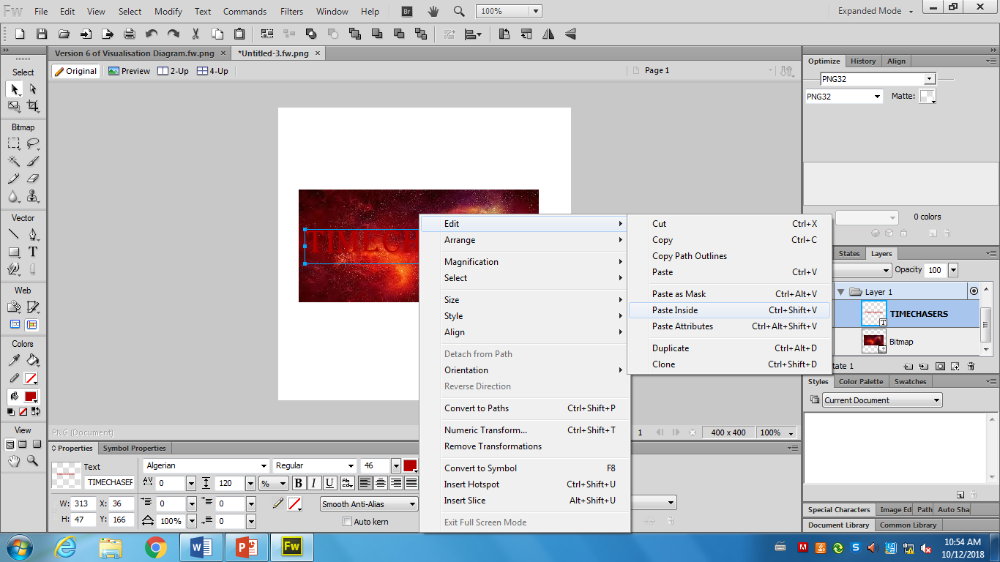 Fw File Edit View Select Modify Text Commands Filters Window Help Br 100% Expanded Mode
Version 6 of Visualisation Diagram.fw.png × *Untitled-3.fw.png ×
Original Preview 2-Up 4-Up Page 1
Select
Bitmap
Vector
T
Web
Colors
View
TIMECH
Edit
Arrange
Magnification
Select
Size
Style
Align
Detach from Path
Orientation
Reverse Direction
Convert to Paths Ctrl+Shift+P
Numeric Transform... Ctrl+Shift+T
Remove Transformations
Convert to Symbol F8
Insert Hotspot Ctrl+Shift+U
Insert Slice Alt+Shift+U
Exit Full Screen Mode
Cut Ctrl+X
Copy Ctrl+C
Copy Path Outlines
Paste Ctrl+V
Paste as Mask Ctrl+Alt+V
Paste Inside Ctrl+Shift+V
Paste Attributes Ctrl+Alt+Shift+V
Duplicate Ctrl+Alt+D
Clone Ctrl+Shift+D
Optimize History Align
PNG32
PNG32 Matte:
0 colors
States Layers
Opacity 100
Layer 1
TIMECHASERS
Bitmap
tate 1
Styles Color Palette Swatches
Current Document
Special Characters Image Ed Path Auto Sha
Document Library Common Library
PNG (Document) 1 400 x 400 100%
Properties Symbol Properties
Text Algerian Regular 46
TIMECHASER 0 120 % B I U
W: 313 X: 36 0 0 Smooth Anti-Alias
H: 47 Y: 166 100% 0 Auto kern
W P Fw
10:54 AM
10/12/2018